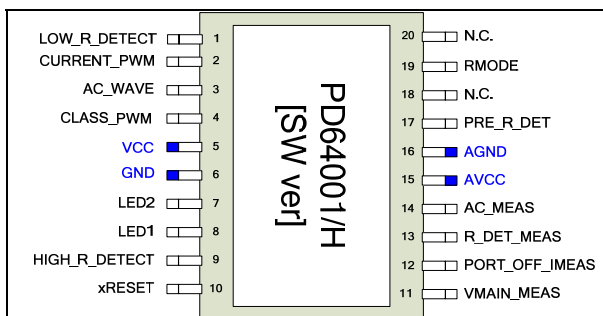 LOW_R_DETECT 1
CURRENT_PWM 2
AC_WAVE 3
CLASS_PWM 4
VCC 5
GND 6
LED2 7
LED1 8
HIGH_R_DETECT 9
xRESET 10
PD64001/H
[SW ver]
20 N.C.
19 RMODE
18 N.C.
17 PRE_R_DET
16 AGND
15 AVCC
14 AC_MEAS
13 R_DET_MEAS
12 PORT_OFF_IMEAS
11 VMAIN_MEAS